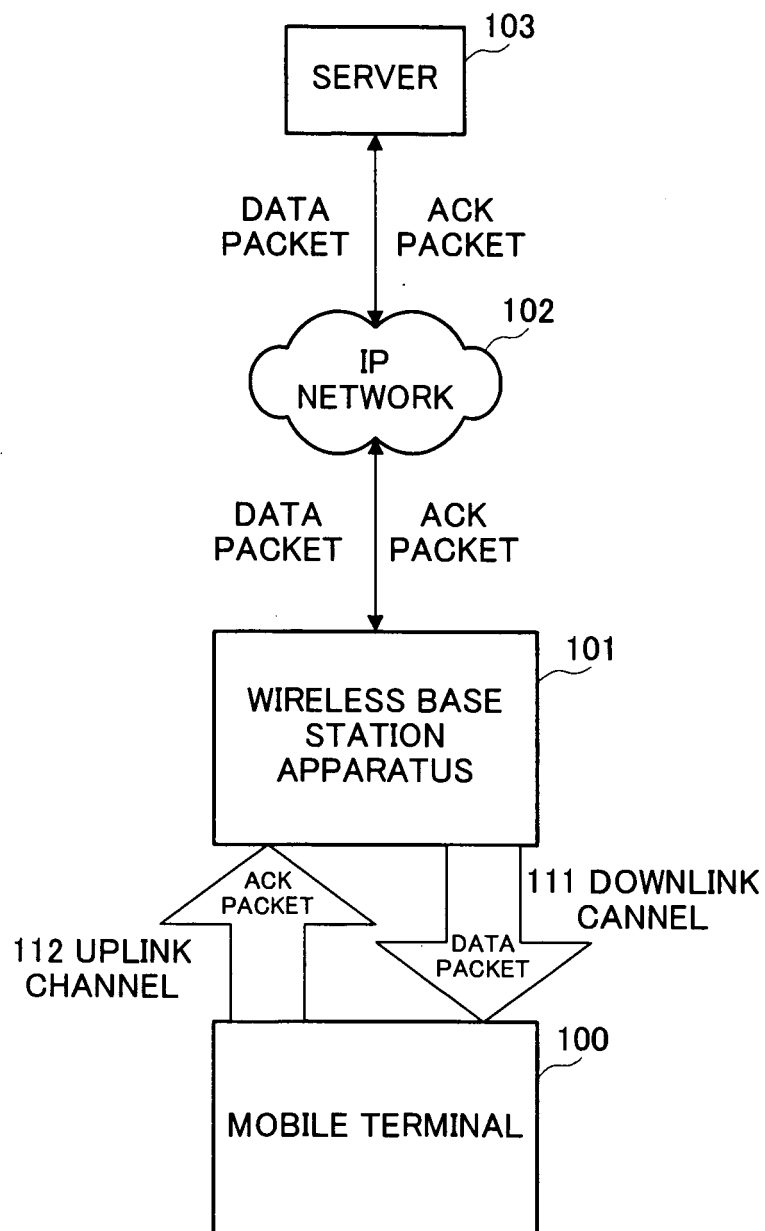 103
SERVER
DATA
PACKET
ACK
PACKET
102
IP
NETWORK
DATA
PACKET
ACK
PACKET
101
WIRELESS BASE
STATION
APPARATUS
ACK
PACKET
112 UPLINK
CHANNEL
111 DOWNLINK
CANNEL
DATA
PACKET
100
MOBILE TERMINAL